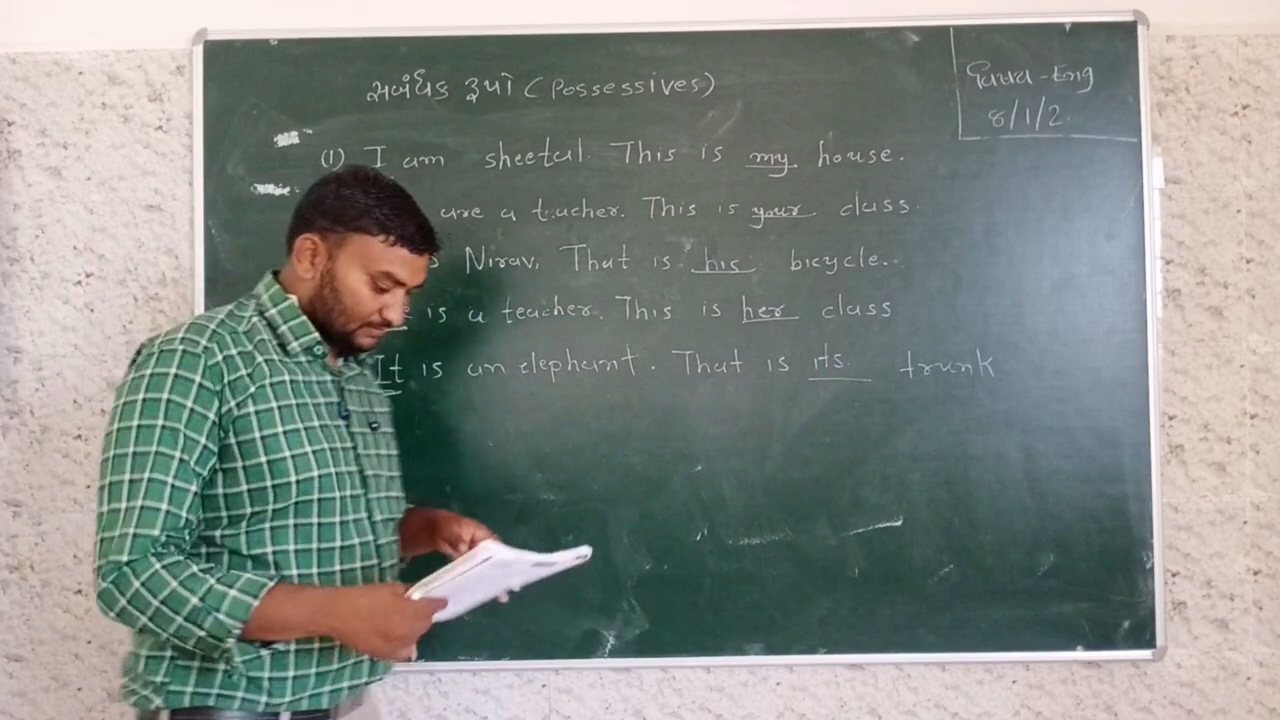 સબંધક રૂપો (Possessives)
વિષય - Eng
8/1/2.
(1) I am sheetal. This is my house.
are a teacher. This is your class.
Nirav, That is his bicycle.
is a teacher. This is her class
It is an elephant. That is its trunk